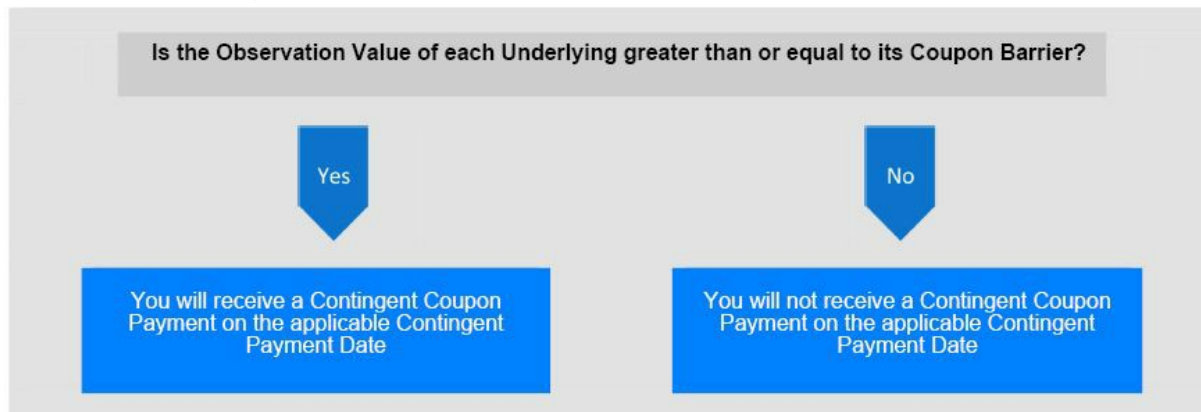 Is the Observation Value of each Underlying greater than or equal to its Coupon Barrier?
Yes
No
You will receive a Contingent Coupon
Payment on the applicable Contingent
Payment Date
You will not receive a Contingent Coupon
Payment on the applicable Contingent
Payment Date